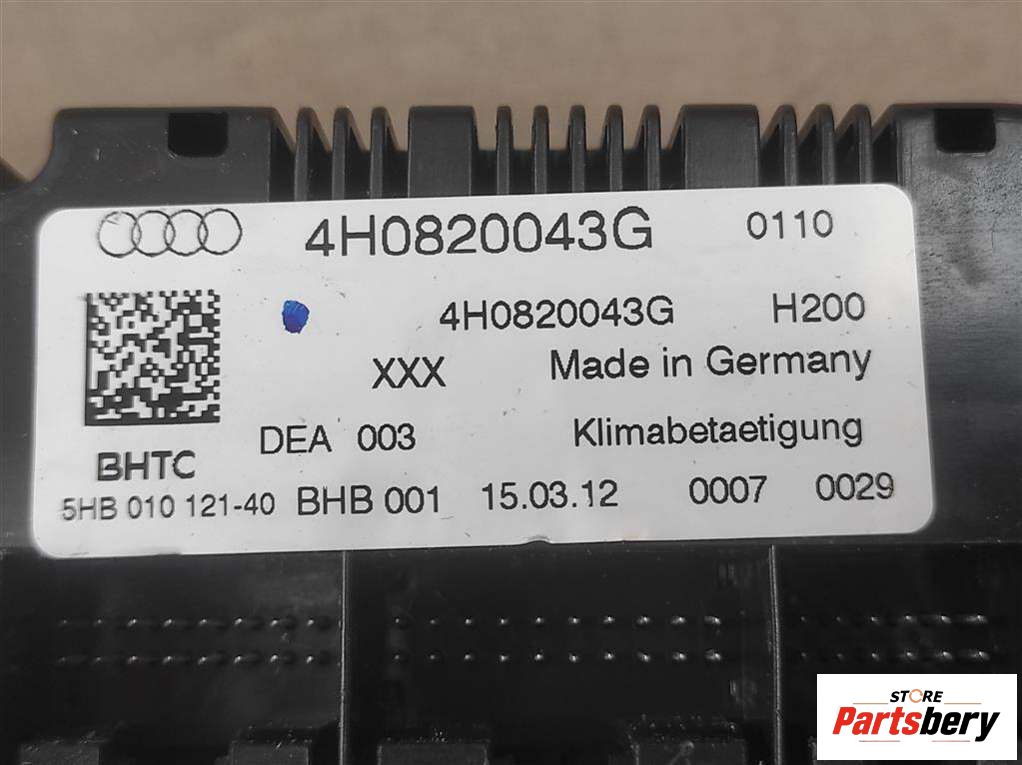 4H0820043G 0110
4H0820043G H200
XXX Made in Germany
DEA 003 Klimabetaetigung
BHTC
5HB 010 121-40 BHB 001 15.03.12 0007 0029
STORE
Partsbery